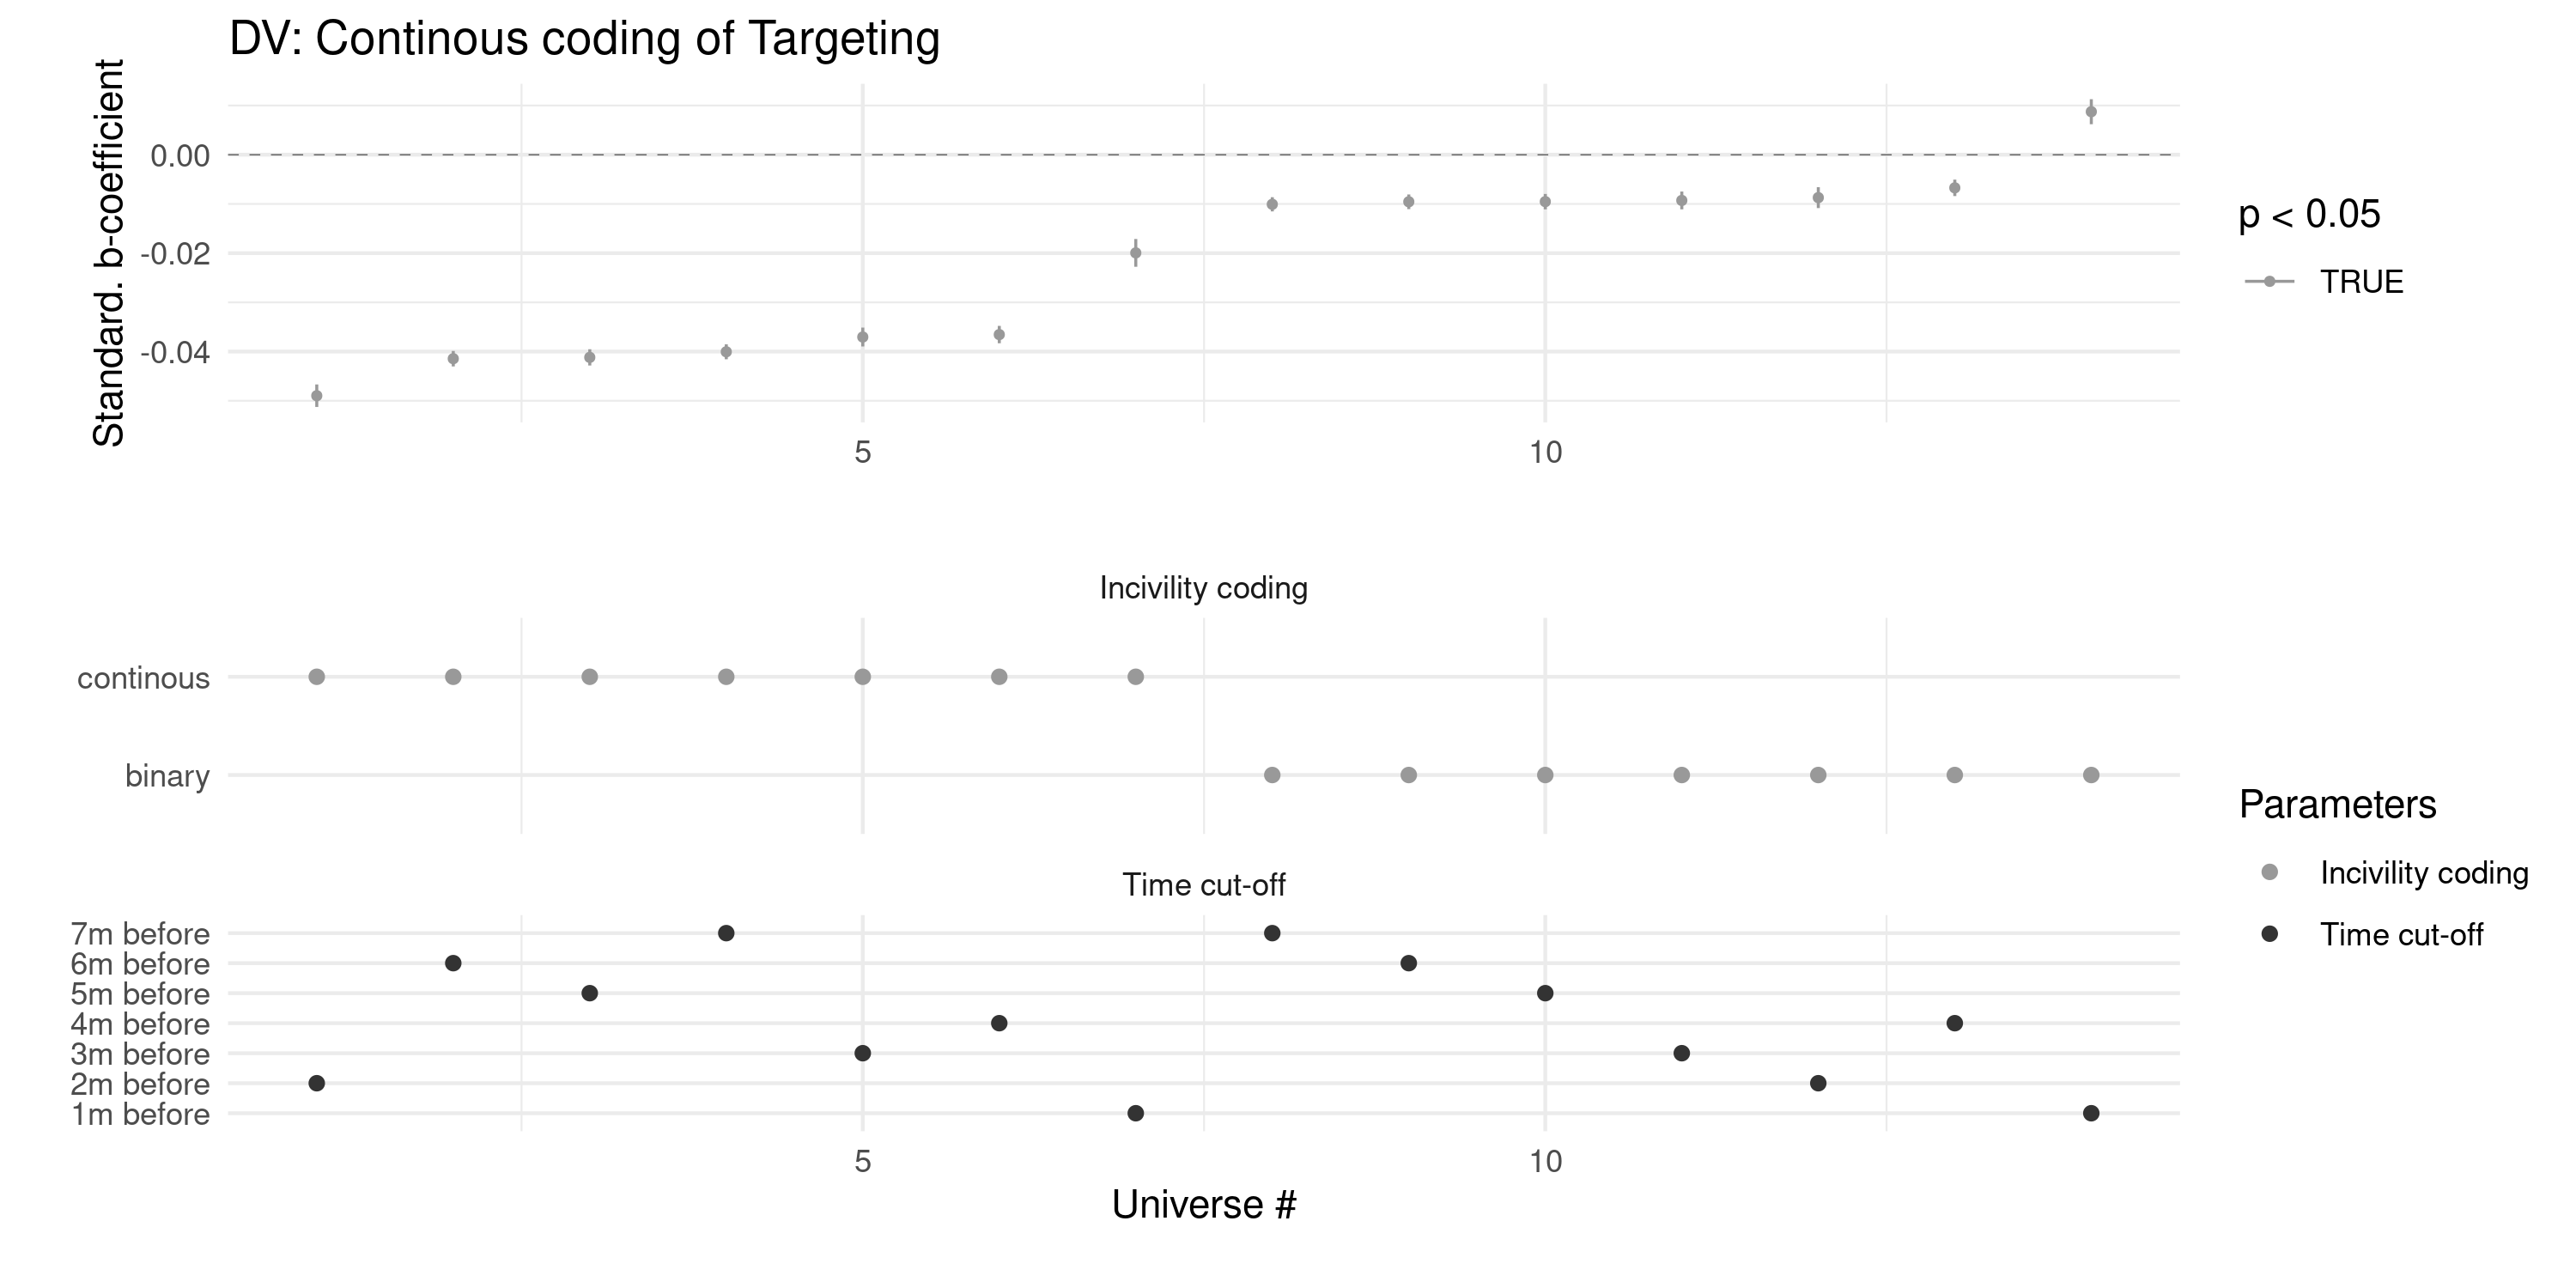 DV: Continous coding of Targeting
Standard. b-coefficient
0.00
-0.02
-0.04
5
10
p < 0.05
TRUE
Incivility coding
continous
binary
Time cut-off
7m before
6m before
5m before
4m before
3m before
2m before
1m before
5
10
Universe #
Parameters
Incivility coding
Time cut-off